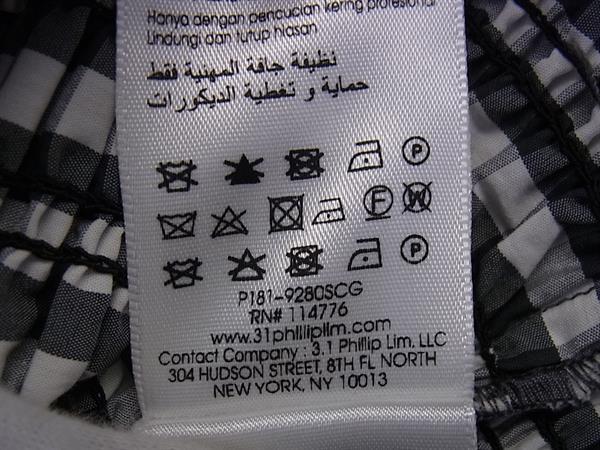 Hanya dengan pencucian kering profesional
Lindungi dan turup hiasan
نظيفة جافة المهنية فقط
حماية و تغطية الديكورات
P
F W
P
P181-9280SCG
RN# 114776
www.31philliplim.com
Contact Company : 3.1 Phillip Lim, LLC
304 HUDSON STREET, 8TH FL NORTH
NEW YORK, NY 10013